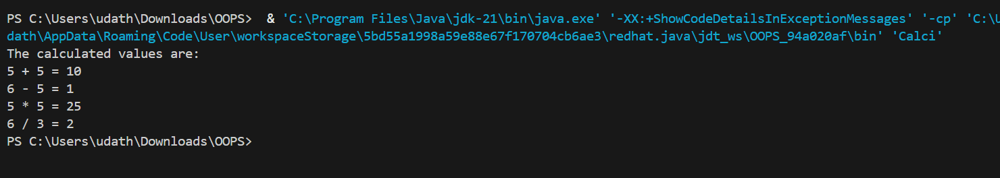 PS C:\Users\udath\Downloads\OOPS>  & 'C:\Program Files\Java\jdk-21\bin\java.exe' '-XX:+ShowCodeDetailsInExceptionMessages' '-cp' 'C:\U
dath\AppData\Roaming\Code\User\workspaceStorage\5bd55a1998a59e88e67f170704cb6ae3\redhat.java\jdt_ws\OOPS_94a020af\bin' 'Calci'
The calculated values are:
5 + 5 = 10
6 - 5 = 1
5 * 5 = 25
6 / 3 = 2
PS C:\Users\udath\Downloads\OOPS>